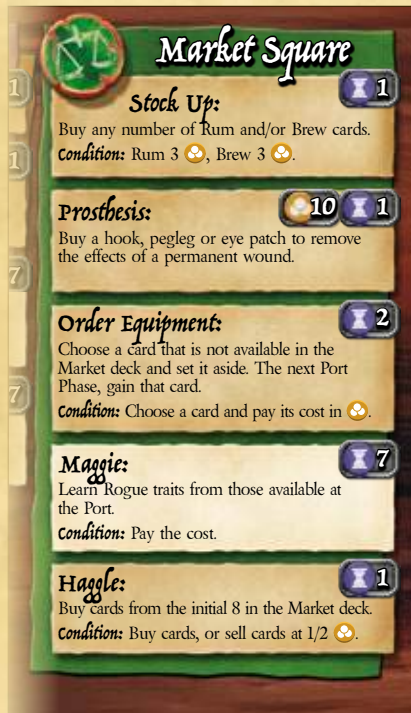 Market Square
Stock Up: 1
Buy any number of Rum and/or Brew cards.
Condition: Rum 3 , Brew 3 .
Prosthesis: 10 1
Buy a hook, pegleg or eye patch to remove
the effects of a permanent wound.
Order Equipment: 2
Choose a card that is not available in the
Market deck and set it aside. The next Port
Phase, gain that card.
Condition: Choose a card and pay its cost in .
Maggie: 7
Learn Rogue traits from those available at
the Port.
Condition: Pay the cost.
Haggle: 1
Buy cards from the initial 8 in the Market deck.
Condition: Buy cards, or sell cards at 1/2 .
1
1
7
7